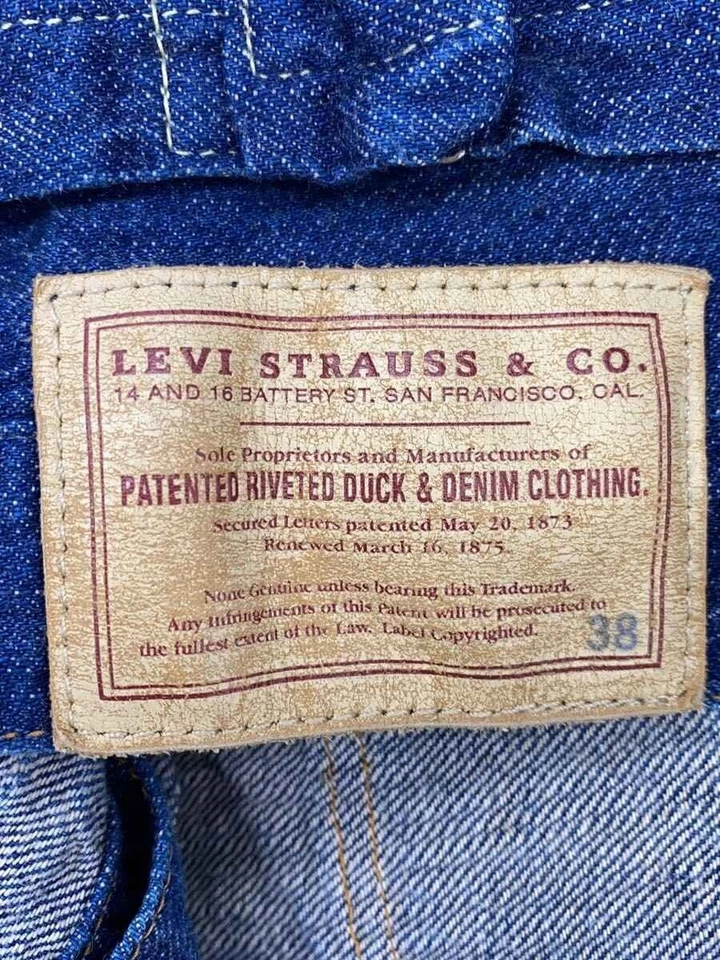 LEVI STRAUSS & CO.
14 AND 16 BATTERY ST. SAN FRANCISCO, CAL.
Sole Proprietors and Manufacturers of
PATENTED RIVETED DUCK & DENIM CLOTHING.
Secured Letters patented May 20, 1873
Renewed March 16, 1875.
None Genuine unless bearing this Trademark.
Any Infringements of this Patent will be prosecuted to
the fullest extent of the Law. Label Copyrighted.
38